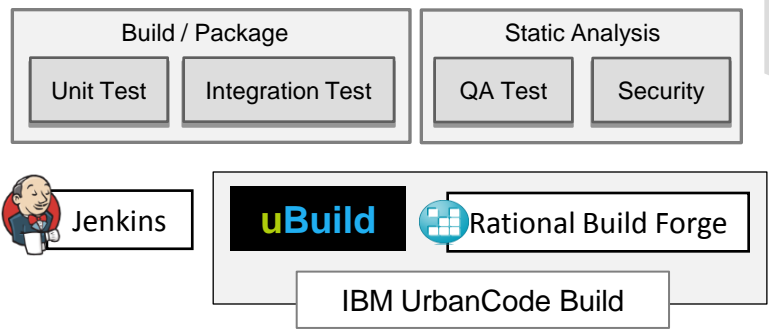 Build / Package
Static Analysis
Unit Test
Integration Test
QA Test
Security
Jenkins
uBuild
Rational Build Forge
IBM UrbanCode Build